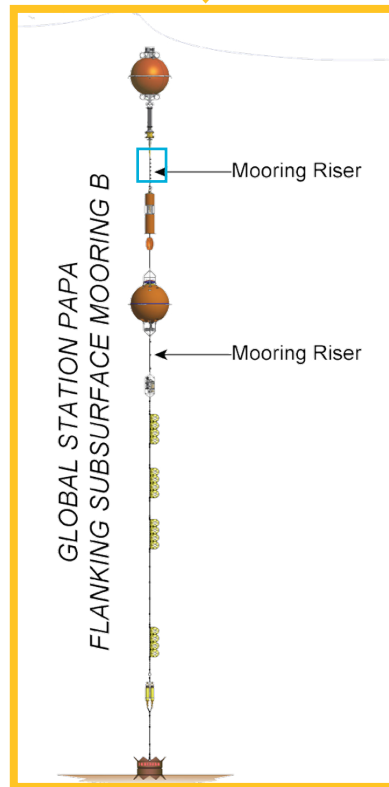 GLOBAL STATION PAPA
FLANKING SUBSURFACE MOORING B
Mooring Riser
Mooring Riser